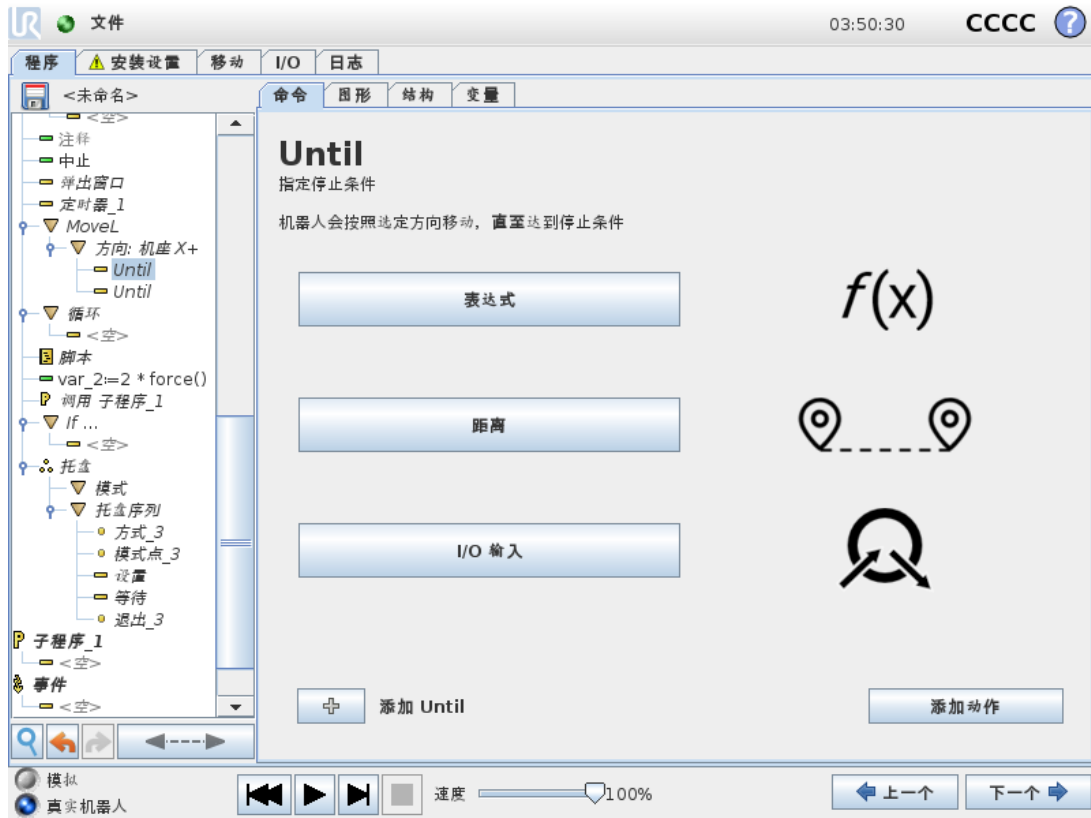 UR 文件 03:50:30 CCCC ?
程序 安装设置 移动 I/O 日志
<未命名>
命令 图形 结构 变量
<空>
注释
中止
弹出窗口
定时器_1
MoveL
方向: 机座 X+
Until
Until
循环
<空>
脚本
var_2:=2 * force()
调用 子程序_1
If ...
<空>
托盘
模式
托盘序列
方式_3
模式点_3
设置
等待
退出_3
子程序_1
<空>
事件
<空>
Until
指定停止条件
机器人会按照选定方向移动，直至达到停止条件
表达式
f(x)
距离
I/O 输入
添加 Until
添加动作
模拟
真实机器人
速度 100%
上一个 下一个